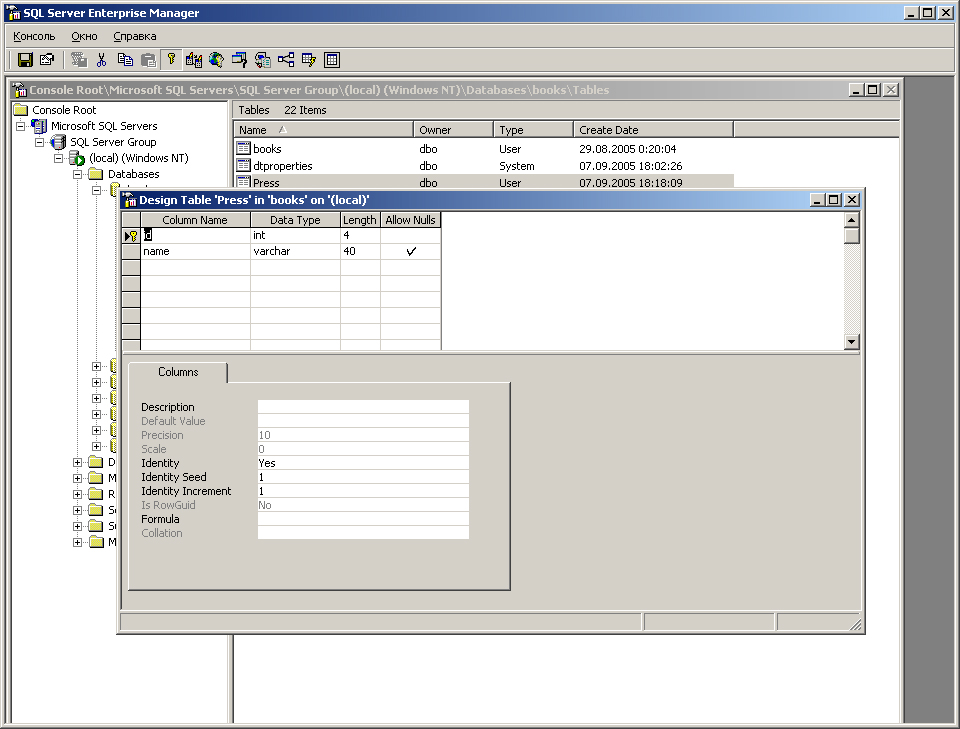 SQL Server Enterprise Manager
Консоль Окно Справка
Console Root\Microsoft SQL Servers\SQL Server Group\(local) (Windows NT)\Databases\books\Tables
Console Root
Microsoft SQL Servers
SQL Server Group
(local) (Windows NT)
Databases
Tables 22 Items
Name Owner Type Create Date
books dbo User 29.08.2005 0:20:04
dtproperties dbo System 07.09.2005 18:02:26
Press dbo User 07.09.2005 18:18:09
Design Table 'Press' in 'books' on '(local)'
Column Name Data Type Length Allow Nulls
id int 4
name varchar 40
Columns
Description
Default Value
Precision 10
Scale 0
Identity Yes
Identity Seed 1
Identity Increment 1
Is RowGuid No
Formula
Collation
D
M
R
S
S
M